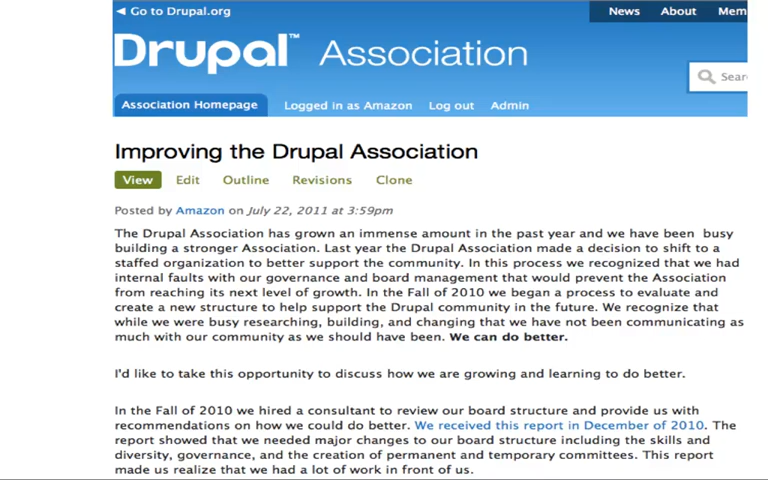 ◄ Go to Drupal.org
News About Mem
Drupal™ Association
Sear
Association Homepage Logged in as Amazon Log out Admin
Improving the Drupal Association
View Edit Outline Revisions Clone
Posted by Amazon on July 22, 2011 at 3:59pm
The Drupal Association has grown an immense amount in the past year and we have been busy
building a stronger Association. Last year the Drupal Association made a decision to shift to a
staffed organization to better support the community. In this process we recognized that we had
internal faults with our governance and board management that would prevent the Association
from reaching its next level of growth. In the Fall of 2010 we began a process to evaluate and
create a new structure to help support the Drupal community in the future. We recognize that
while we were busy researching, building, and changing that we have not been communicating as
much with our community as we should have been. We can do better.
I'd like to take this opportunity to discuss how we are growing and learning to do better.
In the Fall of 2010 we hired a consultant to review our board structure and provide us with
recommendations on how we could do better. We received this report in December of 2010. The
report showed that we needed major changes to our board structure including the skills and
diversity, governance, and the creation of permanent and temporary committees. This report
made us realize that we had a lot of work in front of us.